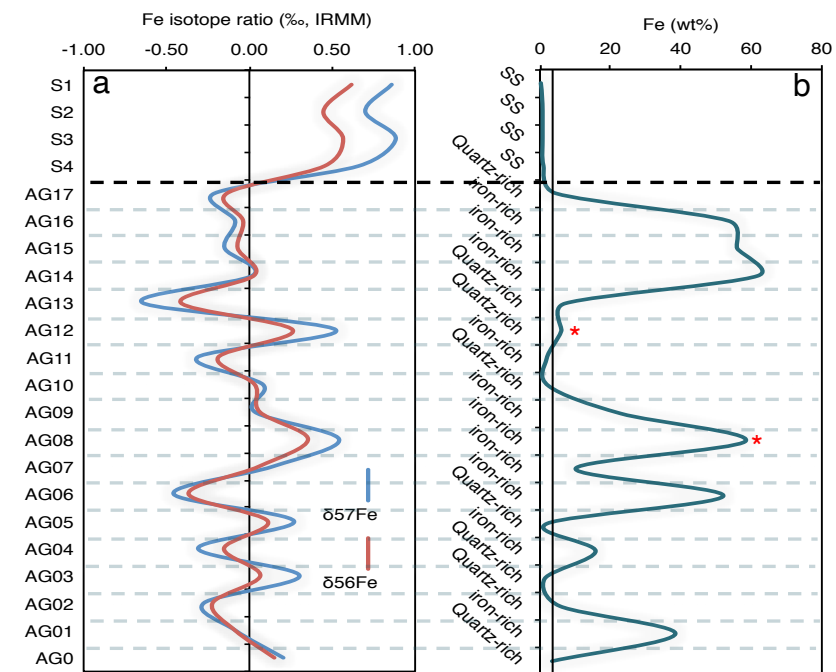 Fe isotope ratio (‰, IRMM)
-1.00 -0.50 0.00 0.50 1.00
Fe (wt%)
0 20 40 60 80
a
b
S1
S2
S3
S4
AG17
AG16
AG15
AG14
AG13
AG12
AG11
AG10
AG09
AG08
AG07
AG06
AG05
AG04
AG03
AG02
AG01
AG0
δ57Fe
δ56Fe
SS
SS
SS
SS
Quartz-rich
iron-rich
iron-rich
iron-rich
Quartz-rich
Quartz-rich
iron-rich
Quartz-rich
iron-rich
iron-rich
iron-rich
iron-rich
Quartz-rich
iron-rich
Quartz-rich
Quartz-rich
iron-rich
Quartz-rich
*
*